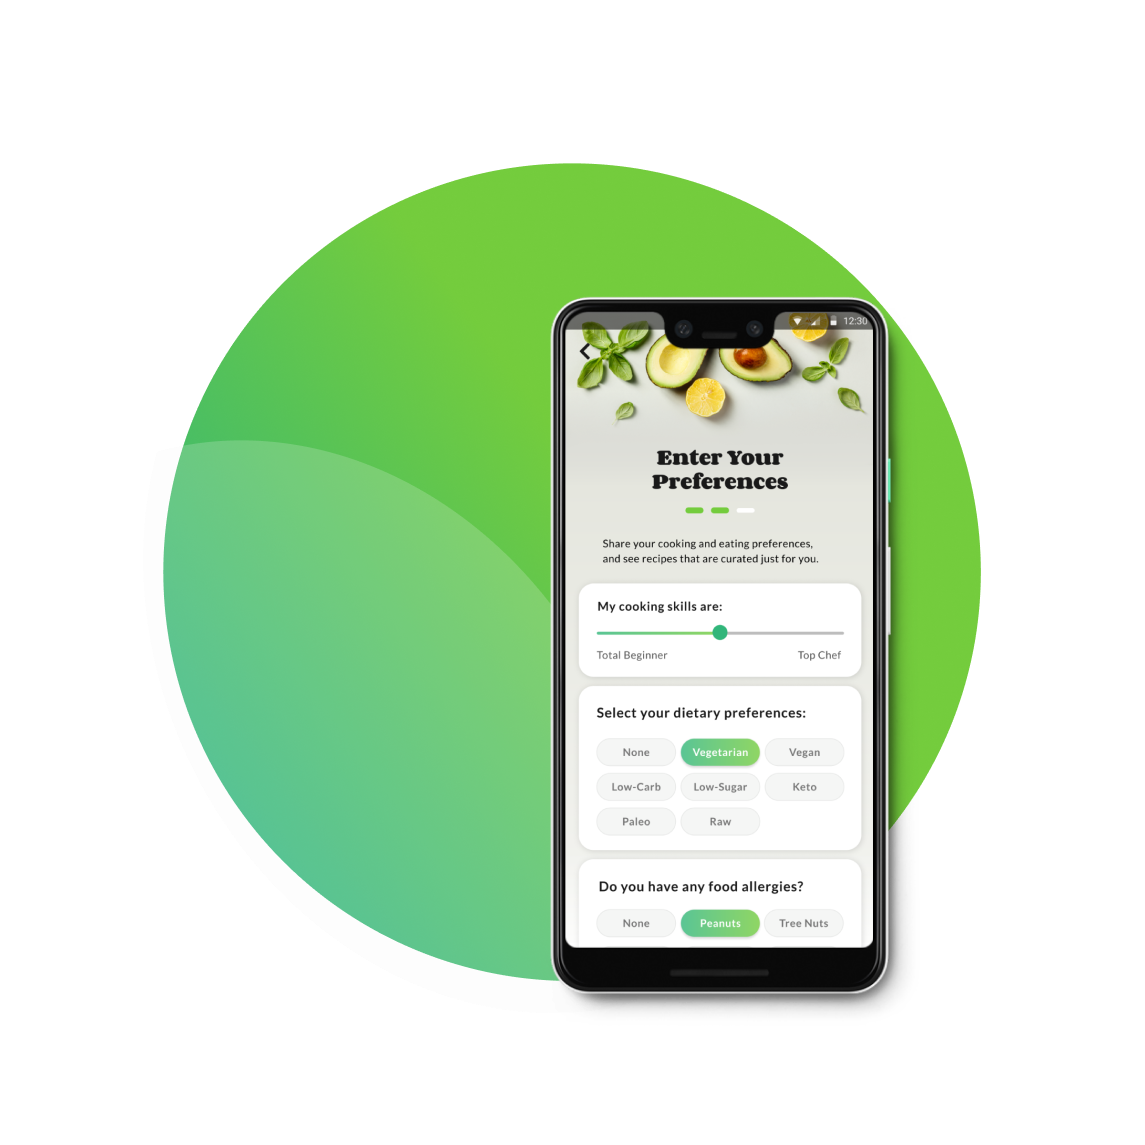 12:30
Enter Your
Preferences
Share your cooking and eating preferences,
and see recipes that are curated just for you.
My cooking skills are:
Total Beginner Top Chef
Select your dietary preferences:
None Vegetarian Vegan
Low-Carb Low-Sugar Keto
Paleo Raw
Do you have any food allergies?
None Peanuts Tree Nuts